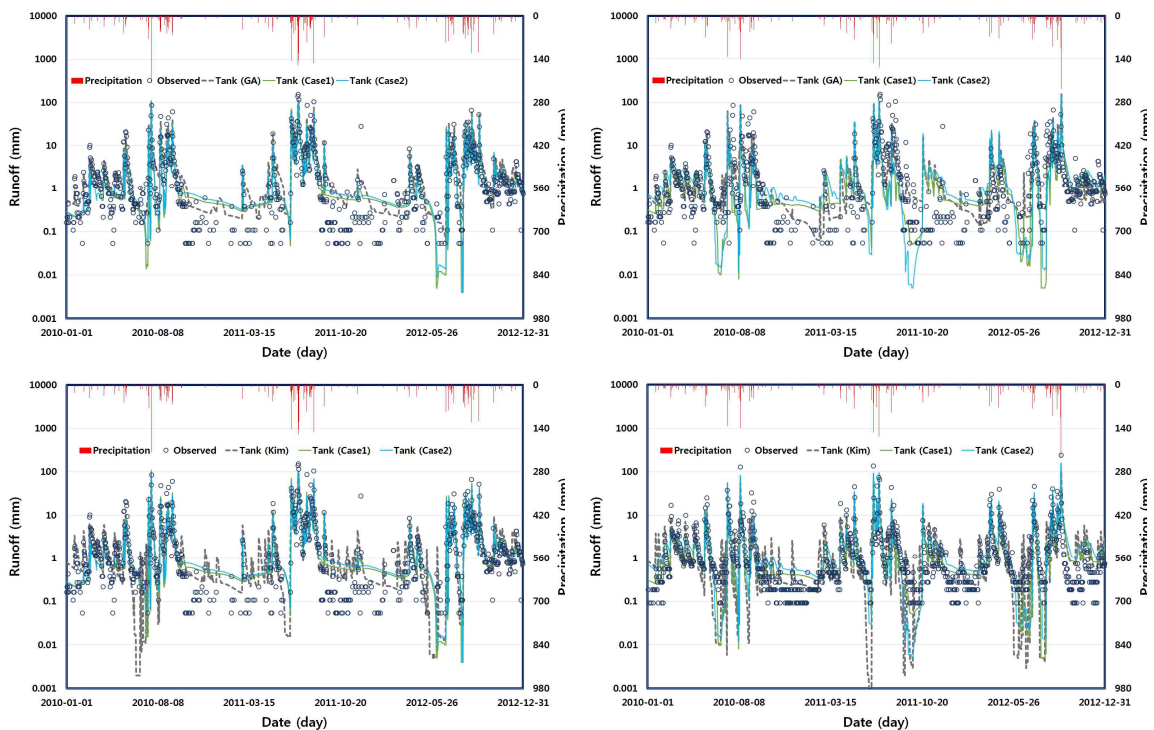 10000 0 10000 0
1000 140 1000 140
Precipitation Observed Tank (GA) Tank (Case1) Tank (Case2) Precipitation Observed Tank (GA) Tank (Case1) Tank (Case2)
100 280 100 280
10 420 10 420
1 560 1 560
0.1 700 0.1 700
0.01 840 0.01 840
0.001 980 0.001 980
Runoff (mm) Precipitation (mm) Runoff (mm) Precipitation (mm)
2010-01-01 2010-08-08 2011-03-15 2011-10-20 2012-05-26 2012-12-31 2010-01-01 2010-08-08 2011-03-15 2011-10-20 2012-05-26 2012-12-31
Date (day) Date (day)
10000 0 10000 0
1000 140 1000 140
Precipitation Observed Tank (Kim) Tank (Case1) Tank (Case2) Precipitation Observed Tank (Kim) Tank (Case1) Tank (Case2)
100 280 100 280
10 420 10 420
1 560 1 560
0.1 700 0.1 700
0.01 840 0.01 840
0.001 980 0.001 980
Runoff (mm) Precipitation (mm) Runoff (mm) Precipitation (mm)
2010-01-01 2010-08-08 2011-03-15 2011-10-20 2012-05-26 2012-12-31 2010-01-01 2010-08-08 2011-03-15 2011-10-20 2012-05-26 2012-12-31
Date (day) Date (day)